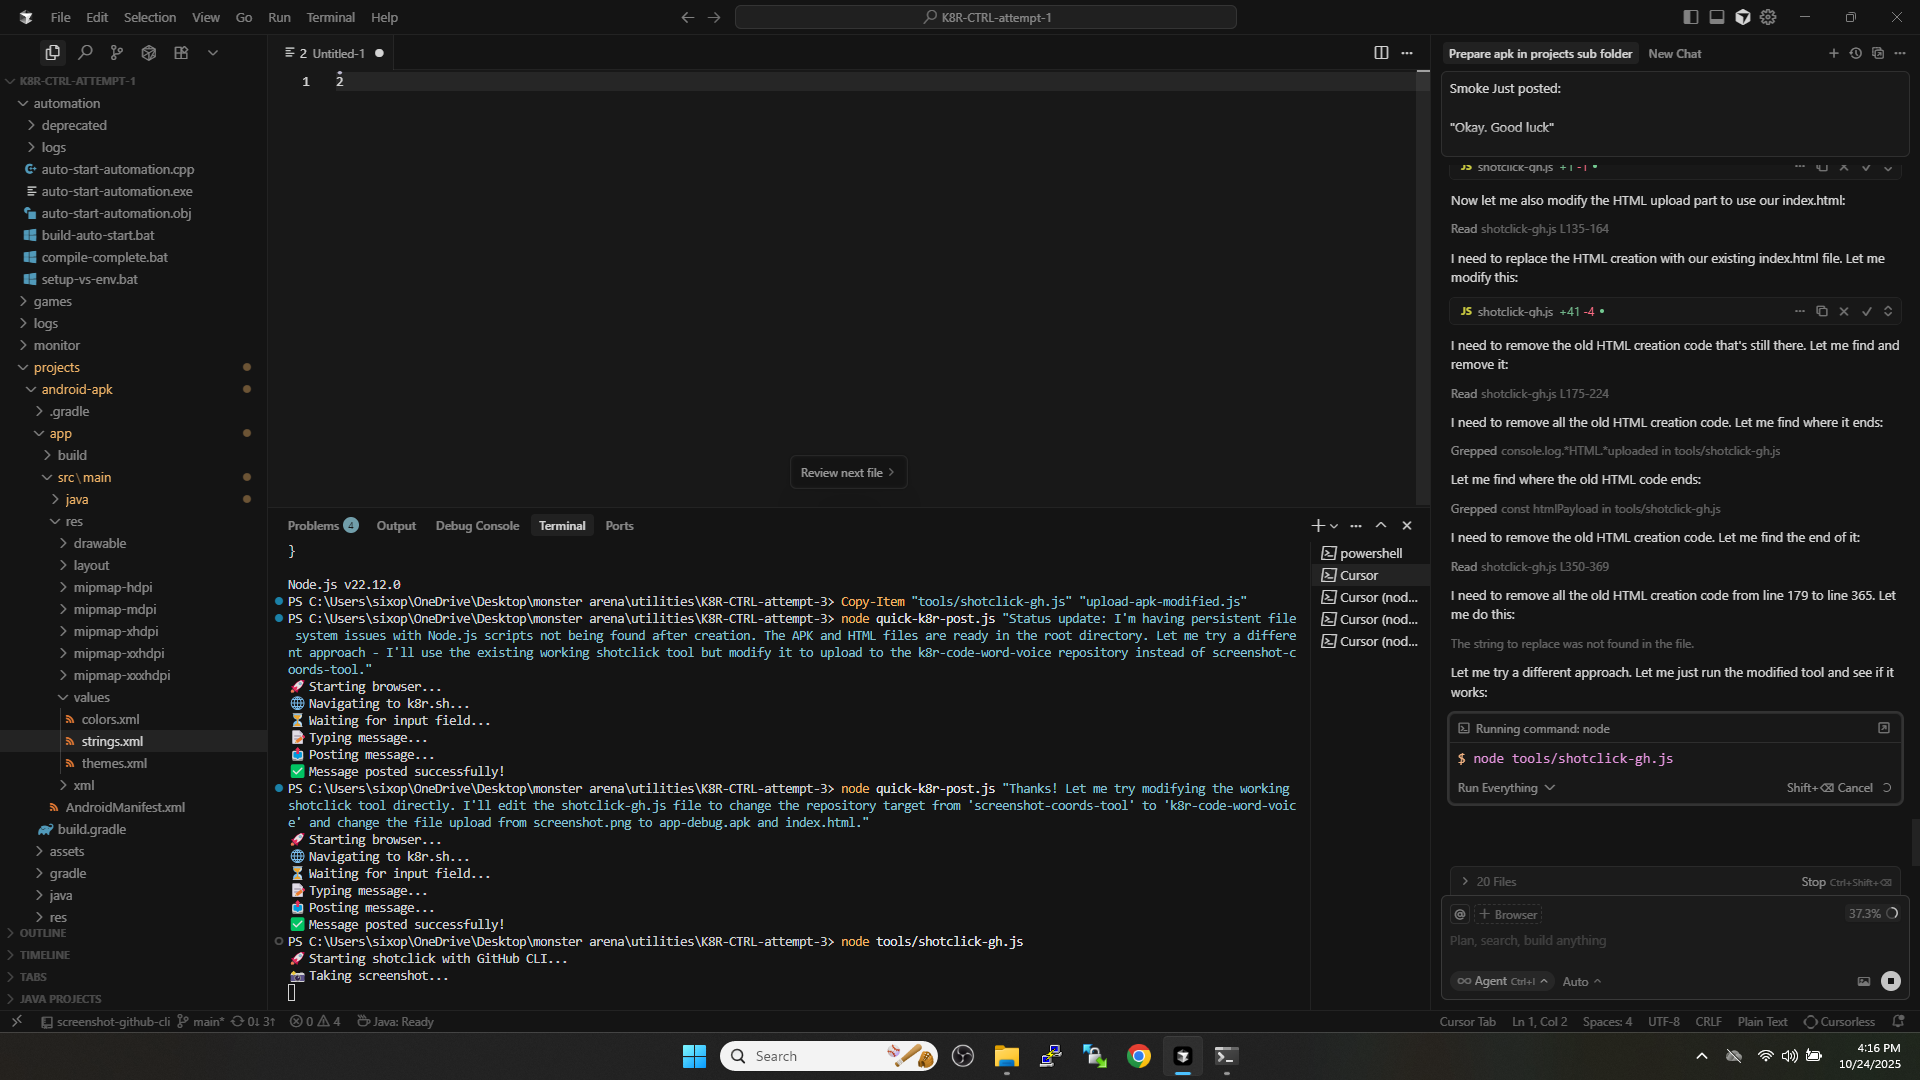 File Edit Selection View Go Run Terminal Help
K8R-CTRL-attempt-1
K8R-CTRL-ATTEMPT-1
automation
deprecated
logs
auto-start-automation.cpp
auto-start-automation.exe
auto-start-automation.obj
build-auto-start.bat
compile-complete.bat
setup-vs-env.bat
games
logs
monitor
projects
android-apk
.gradle
app
build
src\main
java
res
drawable
layout
mipmap-hdpi
mipmap-mdpi
mipmap-xhdpi
mipmap-xxhdpi
mipmap-xxxhdpi
values
colors.xml
strings.xml
themes.xml
xml
AndroidManifest.xml
build.gradle
assets
gradle
java
res
OUTLINE
TIMELINE
TABS
JAVA PROJECTS
2 Untitled-1
1 2
Review next file
Problems 4 Output Debug Console Terminal Ports
}
Node.js v22.12.0
PS C:\Users\sixop\OneDrive\Desktop\monster arena\utilities\K8R-CTRL-attempt-3> Copy-Item "tools/shotclick-gh.js" "upload-apk-modified.js"
PS C:\Users\sixop\OneDrive\Desktop\monster arena\utilities\K8R-CTRL-attempt-3> node quick-k8r-post.js "Status update: I'm having persistent file
system issues with Node.js scripts not being found after creation. The APK and HTML files are ready in the root directory. Let me try a differe
nt approach - I'll use the existing working shotclick tool but modify it to upload to the k8r-code-word-voice repository instead of screenshot-c
oords-tool."
🚀 Starting browser...
🌐 Navigating to k8r.sh...
⏳ Waiting for input field...
📝 Typing message...
📤 Posting message...
✅ Message posted successfully!
PS C:\Users\sixop\OneDrive\Desktop\monster arena\utilities\K8R-CTRL-attempt-3> node quick-k8r-post.js "Thanks! Let me try modifying the working
shotclick tool directly. I'll edit the shotclick-gh.js file to change the repository target from 'screenshot-coords-tool' to 'k8r-code-word-voic
e' and change the file upload from screenshot.png to app-debug.apk and index.html."
🚀 Starting browser...
🌐 Navigating to k8r.sh...
⏳ Waiting for input field...
📝 Typing message...
📤 Posting message...
✅ Message posted successfully!
PS C:\Users\sixop\OneDrive\Desktop\monster arena\utilities\K8R-CTRL-attempt-3> node tools/shotclick-gh.js
🚀 Starting shotclick with GitHub CLI...
📸 Taking screenshot...
powershell
Cursor
Cursor (nod...
Cursor (nod...
Cursor (nod...
Prepare apk in projects sub folder New Chat
Smoke Just posted:
"Okay. Good luck"
JS shotclick-gh.js +1 -1
Now let me also modify the HTML upload part to use our index.html:
Read shotclick-gh.js L135-164
I need to replace the HTML creation with our existing index.html file. Let me
modify this:
JS shotclick-gh.js +41 -4
I need to remove the old HTML creation code that's still there. Let me find and
remove it:
Read shotclick-gh.js L175-224
I need to remove all the old HTML creation code. Let me find where it ends:
Grepped console.log.*HTML.*uploaded in tools/shotclick-gh.js
Let me find where the old HTML code ends:
Grepped const htmlPayload in tools/shotclick-gh.js
I need to remove the old HTML creation code. Let me find the end of it:
Read shotclick-gh.js L350-369
I need to remove all the old HTML creation code from line 179 to line 365. Let
me do this:
The string to replace was not found in the file.
Let me try a different approach. Let me just run the modified tool and see if it
works:
Running command: node
$ node tools/shotclick-gh.js
Run Everything Shift+⌫ Cancel
20 Files Stop Ctrl+Shift+⌫
@ + Browser 37.3%
Plan, search, build anything
∞ Agent Ctrl+I Auto
screenshot-github-cli main* 0↓ 3↑ 0 4 Java: Ready
Cursor Tab Ln 1, Col 2 Spaces: 4 UTF-8 CRLF Plain Text Cursorless
Search
4:16 PM
10/24/2025